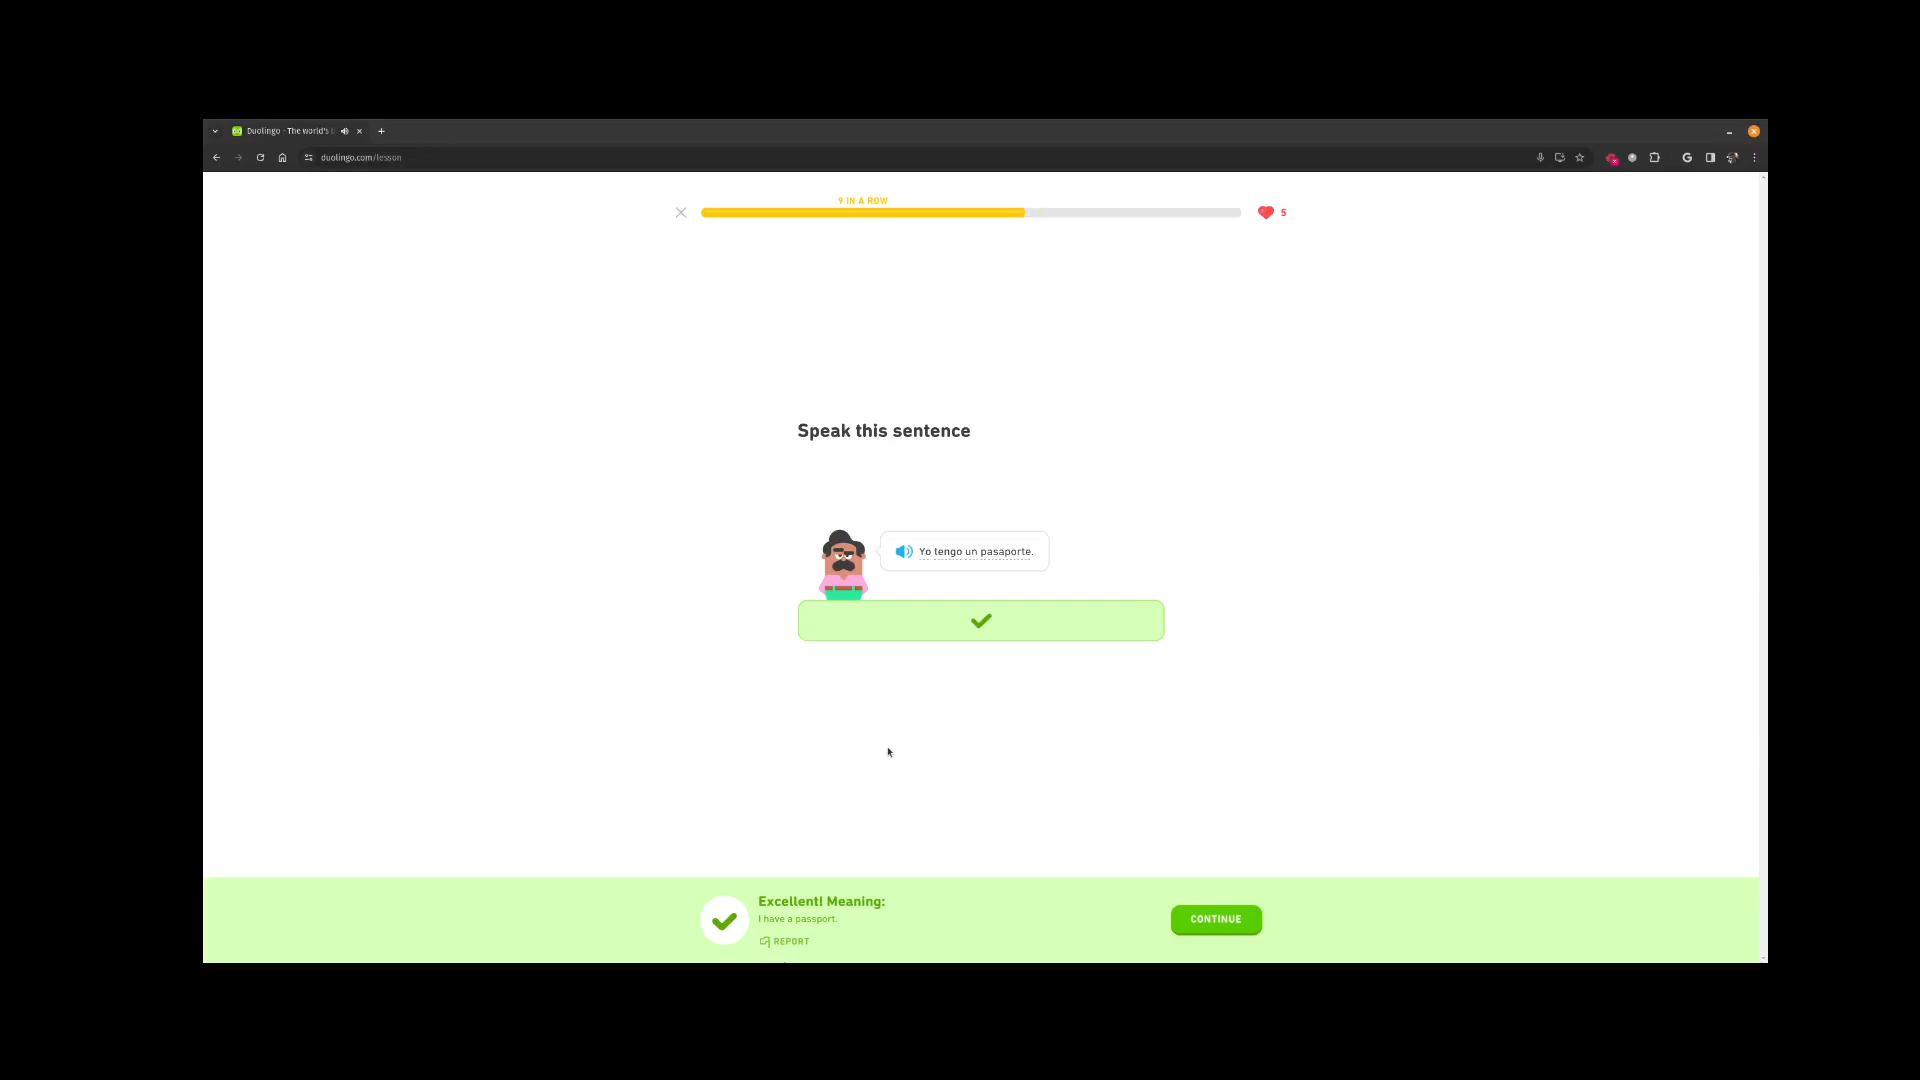 Duolingo - The world's
duolingo.com/lesson
9 IN A ROW
5
Speak this sentence
Yo tengo un pasaporte.
Excellent! Meaning:
I have a passport.
REPORT
CONTINUE